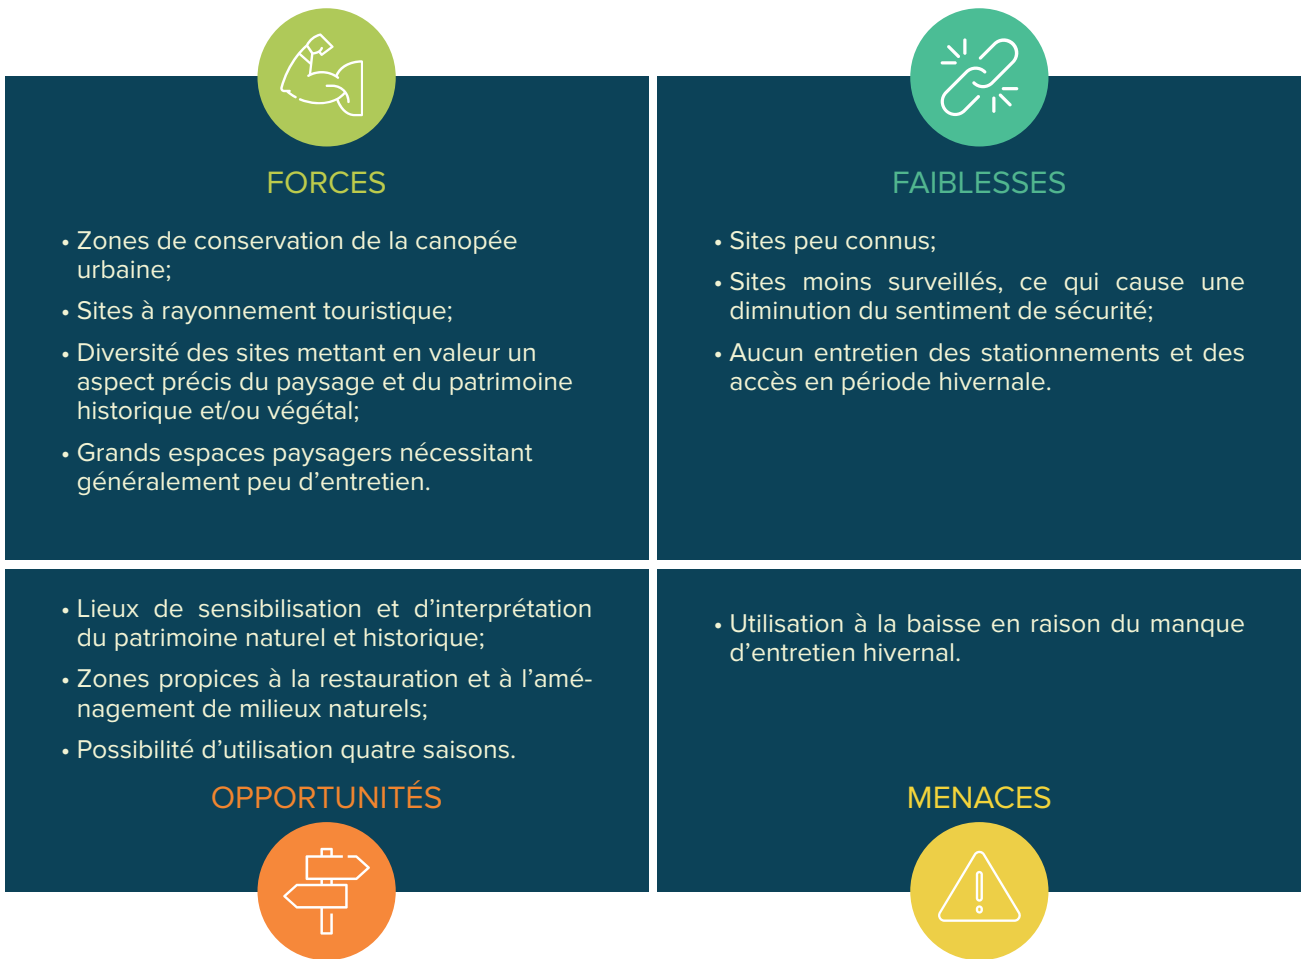 FORCES
• Zones de conservation de la canopée
urbaine;
• Sites à rayonnement touristique;
• Diversité des sites mettant en valeur un
aspect précis du paysage et du patrimoine
historique et/ou végétal;
• Grands espaces paysagers nécessitant
généralement peu d’entretien.
FAIBLESSES
• Sites peu connus;
• Sites moins surveillés, ce qui cause une
diminution du sentiment de sécurité;
• Aucun entretien des stationnements et des
accès en période hivernale.
• Lieux de sensibilisation et d’interprétation
du patrimoine naturel et historique;
• Zones propices à la restauration et à l’amé-
nagement de milieux naturels;
• Possibilité d’utilisation quatre saisons.
OPPORTUNITÉS
• Utilisation à la baisse en raison du manque
d’entretien hivernal.
MENACES